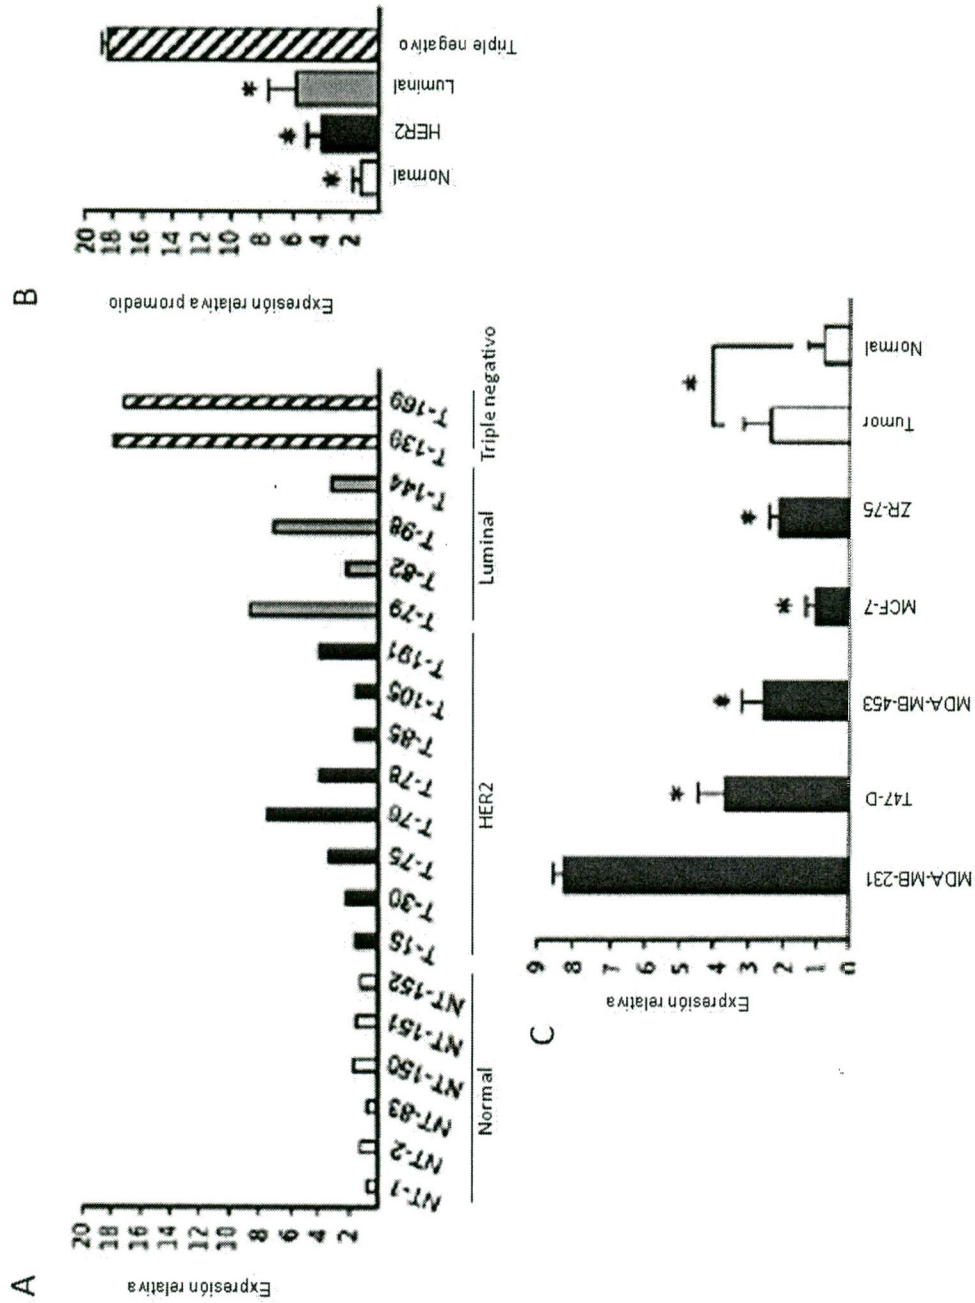 A
Expresión relativa
20
18
16
14
12
10
8
6
4
2
NT-1
NT-2
NT-83
NT-150
NT-151
NT-152
T-15
T-30
T-75
T-76
T-78
T-85
T-105
T-191
T-79
T-82
T-98
T-144
T-139
T-169
Normal
HER2
Luminal
Triple negativo
B
Expresión relativa promedio
20
18
16
14
12
10
8
6
4
2
*
*
*
Normal
HER2
Luminal
Triple negativo
C
Expresión relativa
9
8
7
6
5
4
3
2
1
0
*
*
*
*
*
MDA-MB-231
T47-D
MDA-MB-453
MCF-7
ZR-75
Tumor
Normal